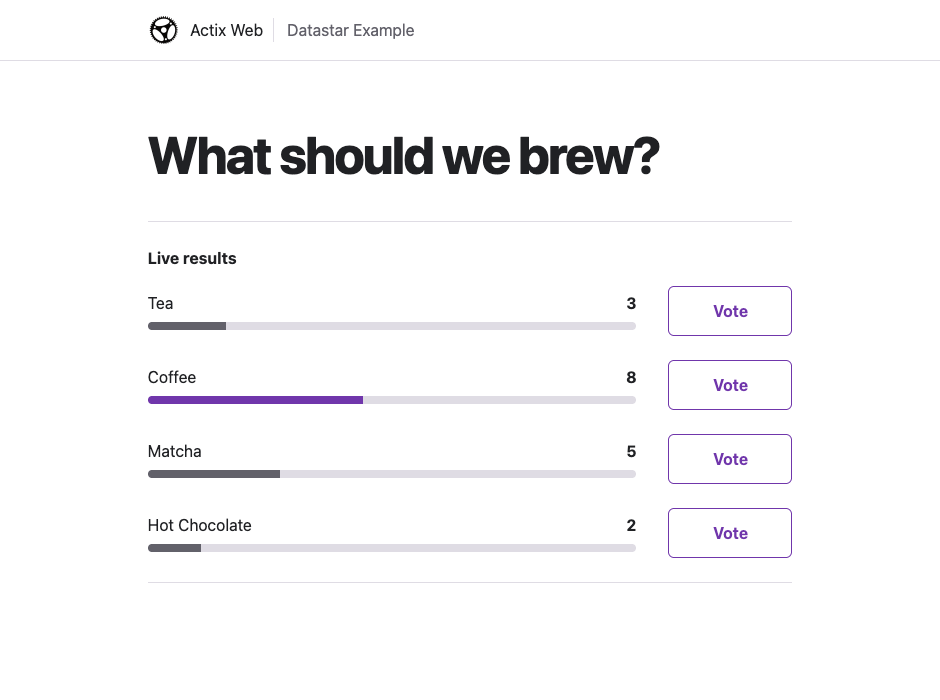 Actix Web Datastar Example
What should we brew?
Live results
Tea 3 Vote
Coffee 8 Vote
Matcha 5 Vote
Hot Chocolate 2 Vote